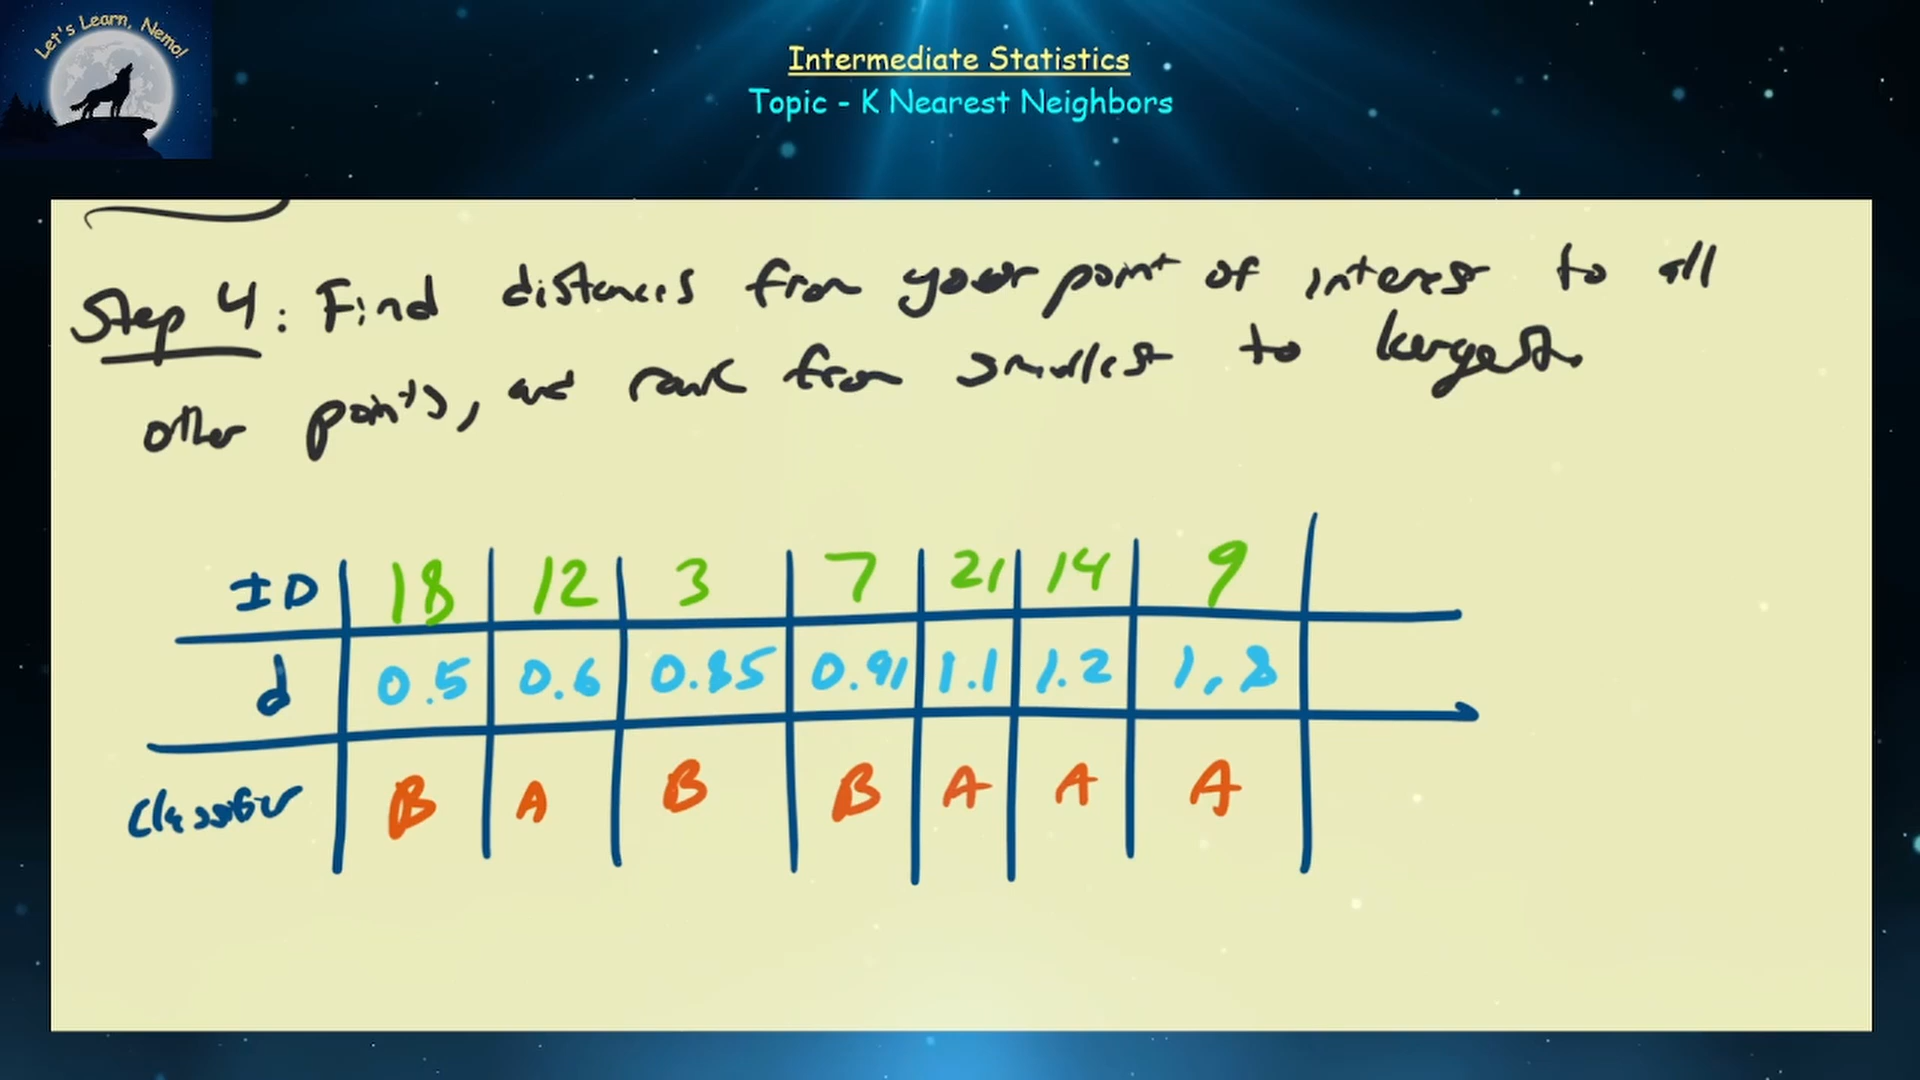 Let's Learn, Nemo!
Intermediate Statistics
Topic - K Nearest Neighbors
Step 4: Find distances from your point of interest to all
other points, and rank from smallest to largest.
ID 18 12 3 7 21 14 9
d 0.5 0.6 0.85 0.91 1.1 1.2 1.8
Classifier B A B B A A A